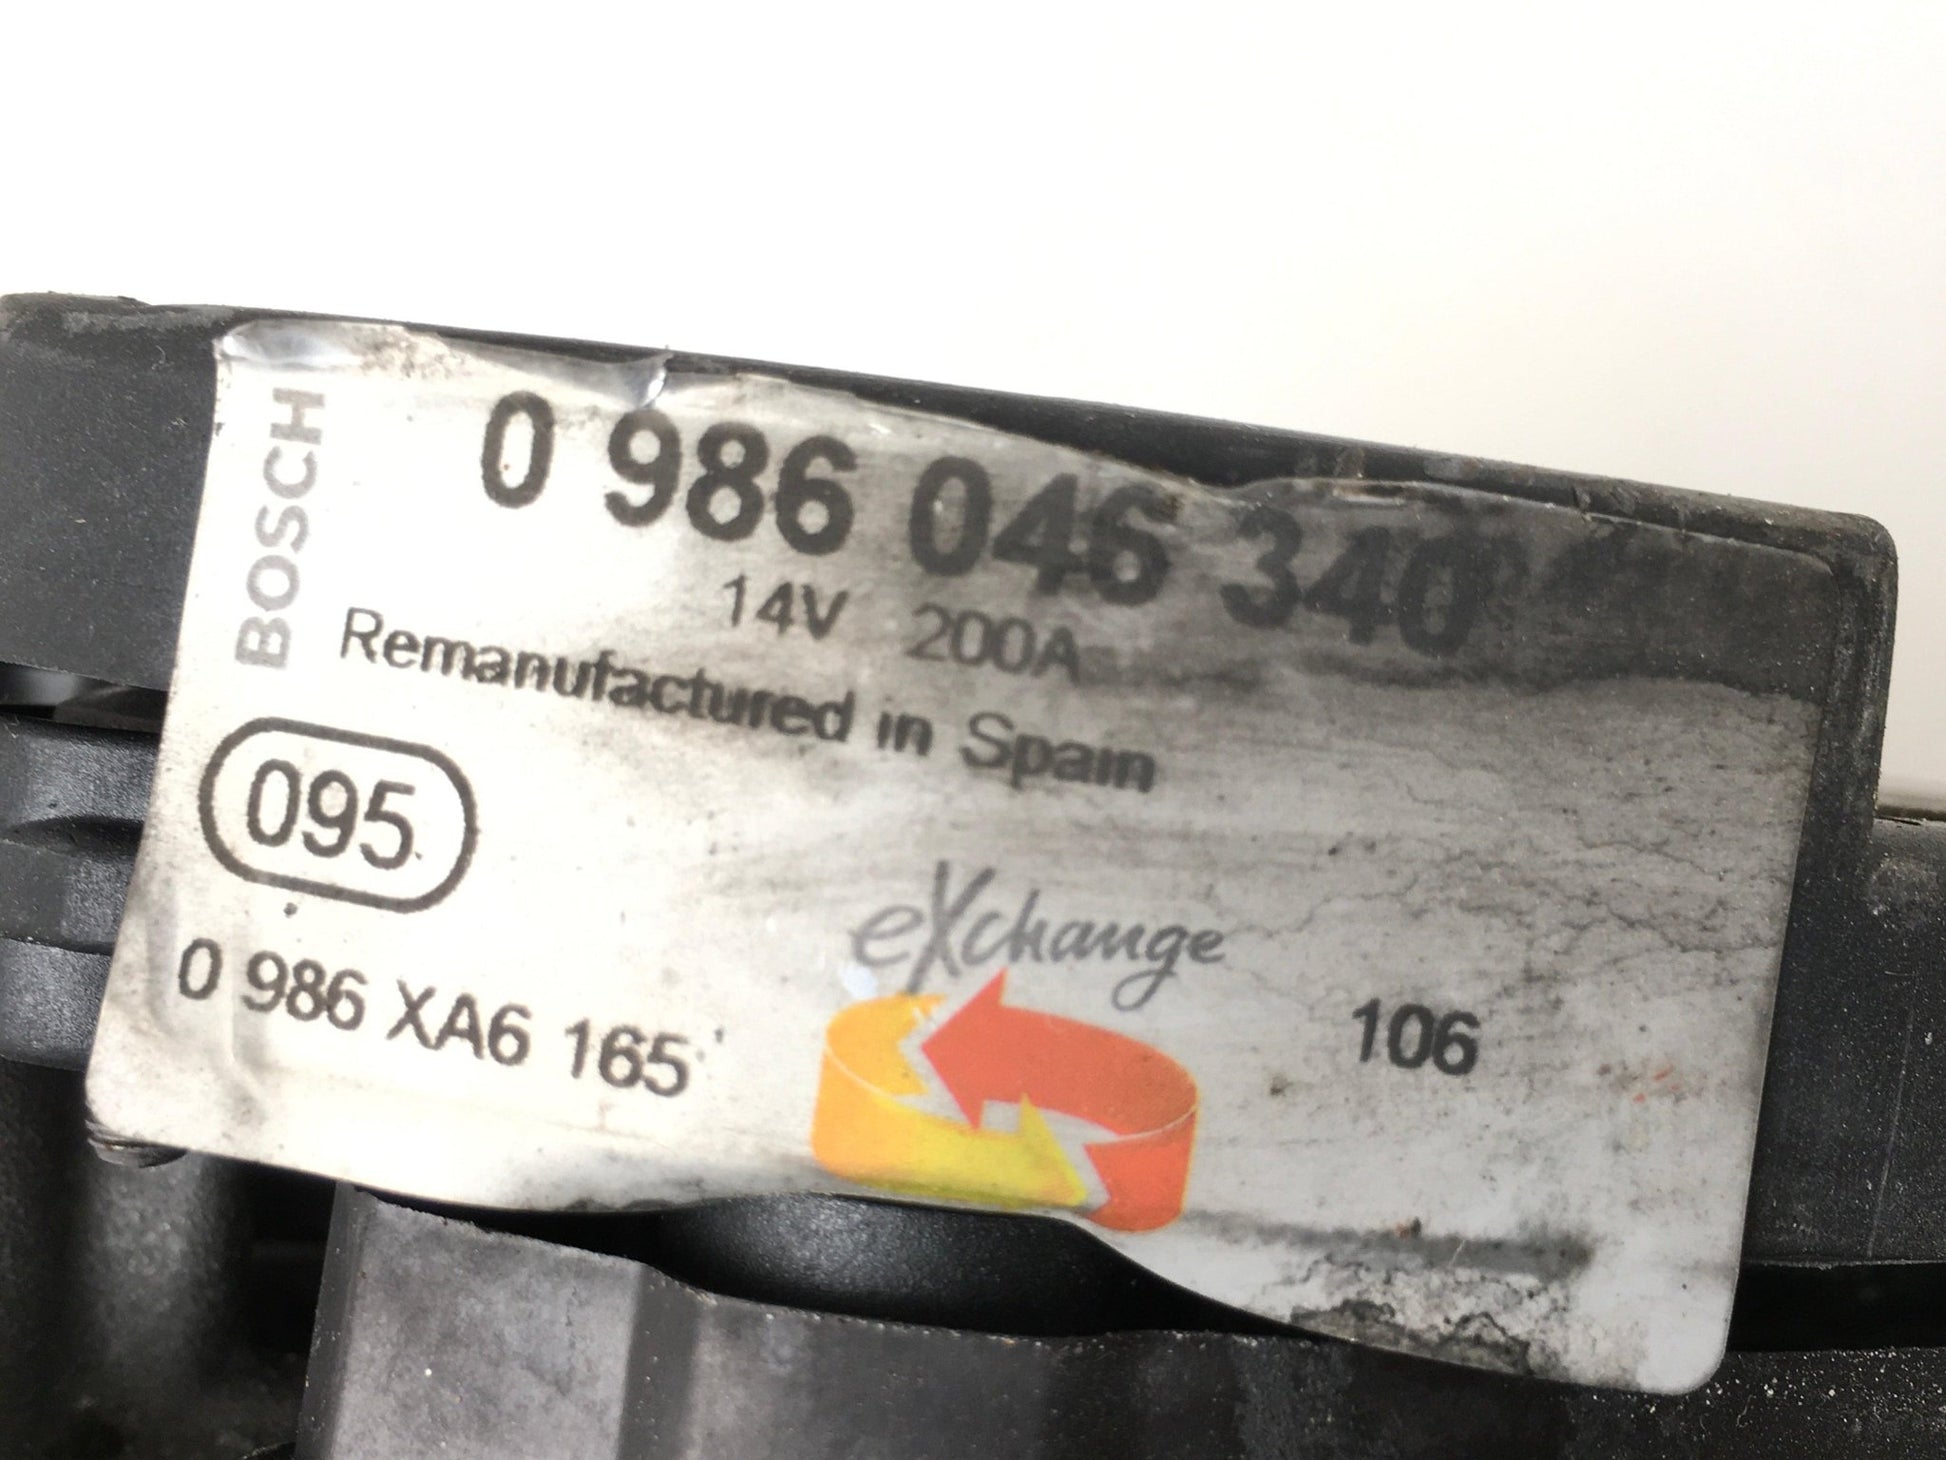 BOSCH
0 986 046 340
14V 200A
Remanufactured in Spain
095
0 986 XA6 165
eXchange
106